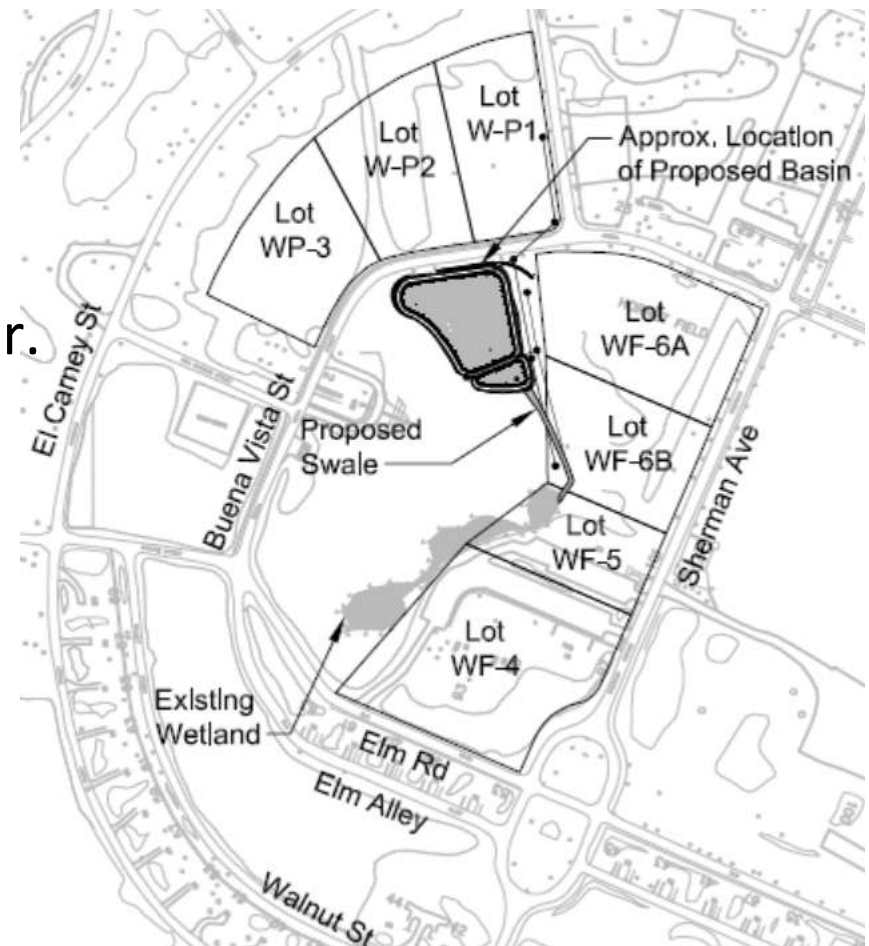 Lot
W-P1
Lot
W-P2
Lot
WP-3
Approx. Location
of Proposed Basin
r.
Lot
WF-6A
El Carney St
Buena Vista St
Proposed
Swale
Lot
WF-6B
Sherman Ave
Lot
WF-5
Lot
WF-4
Existing
Wetland
Elm Rd
Elm Alley
Walnut St